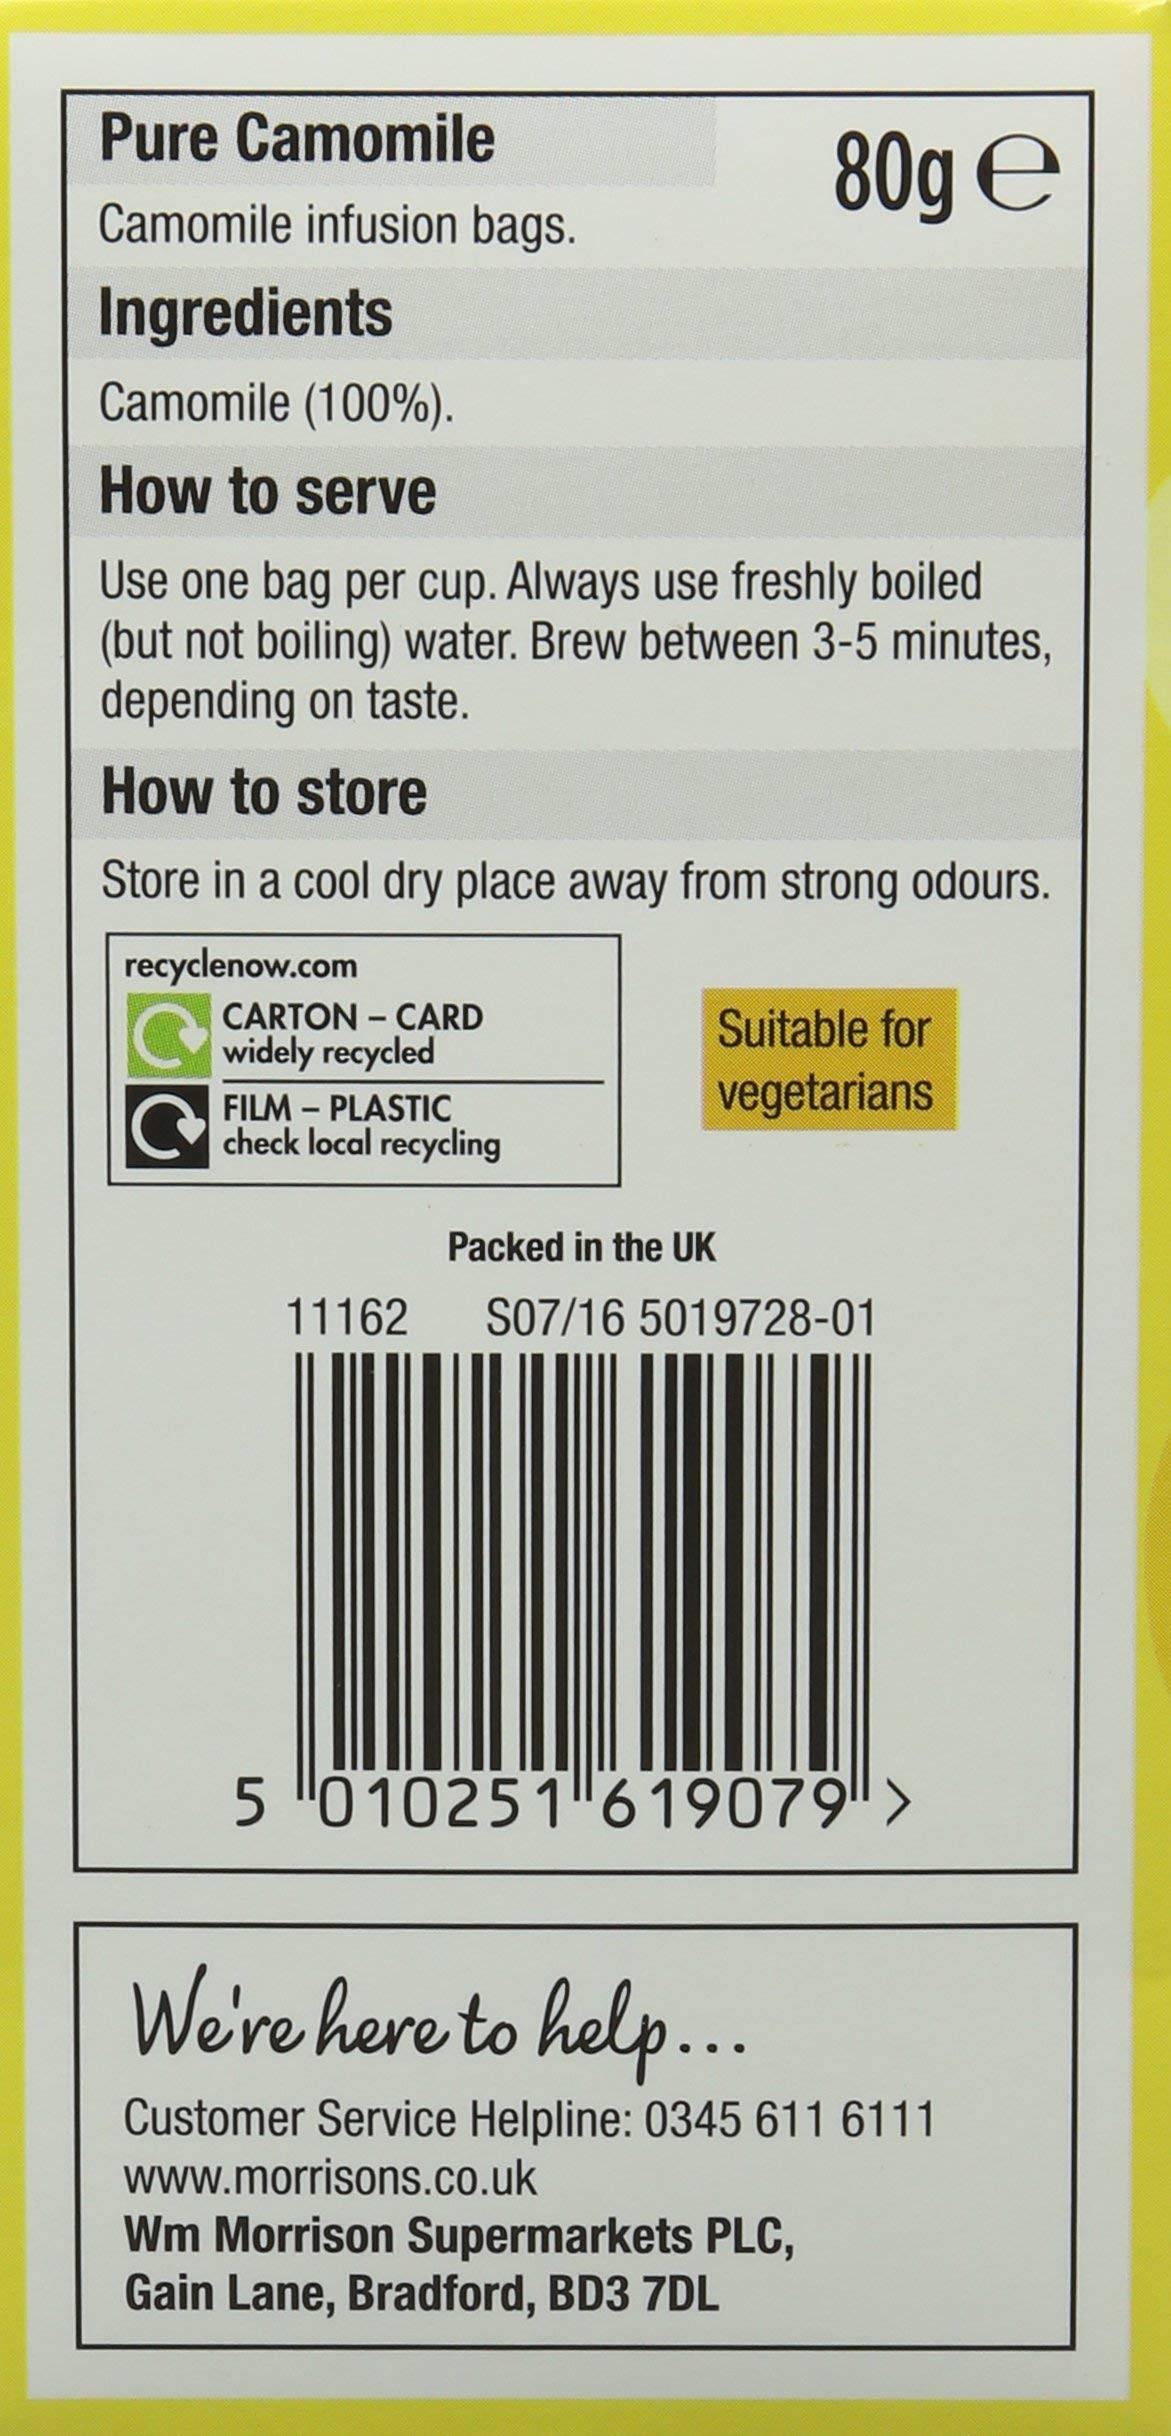 Pure Camomile
80g ℮
Camomile infusion bags.
Ingredients
Camomile (100%).
How to serve
Use one bag per cup. Always use freshly boiled
(but not boiling) water. Brew between 3-5 minutes,
depending on taste.
How to store
Store in a cool dry place away from strong odours.
recyclenow.com
CARTON – CARD
widely recycled
FILM – PLASTIC
check local recycling
Suitable for
vegetarians
Packed in the UK
11162 S07/16 5019728-01
5 010251 619079 >
We're here to help...
Customer Service Helpline: 0345 611 6111
www.morrisons.co.uk
Wm Morrison Supermarkets PLC,
Gain Lane, Bradford, BD3 7DL